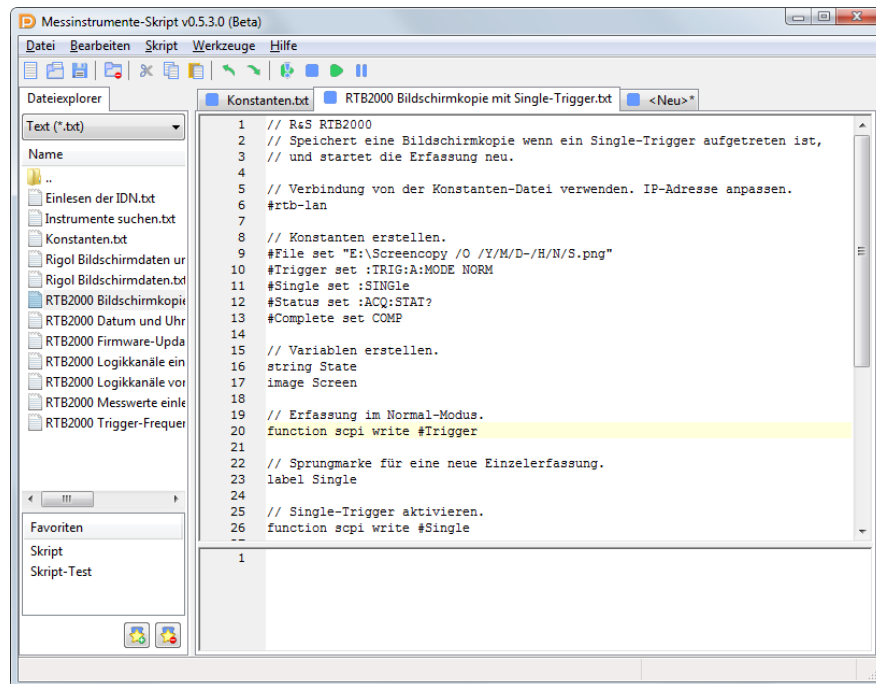 Messinstrumente-Skript v0.5.3.0 (Beta)
Datei Bearbeiten Skript Werkzeuge Hilfe
Dateiexplorer
Text (*.txt)
Name
..
Einlesen der IDN.txt
Instrumente suchen.txt
Konstanten.txt
Rigol Bildschirmdaten ur
Rigol Bildschirmdaten.txt
RTB2000 Bildschirmkopie
RTB2000 Datum und Uhr
RTB2000 Firmware-Upda
RTB2000 Logikkanäle ein
RTB2000 Logikkanäle vor
RTB2000 Messwerte einle
RTB2000 Trigger-Frequer
Favoriten
Skript
Skript-Test
Konstanten.txt RTB2000 Bildschirmkopie mit Single-Trigger.txt <Neu>*
1 // R&S RTB2000
2 // Speichert eine Bildschirmkopie wenn ein Single-Trigger aufgetreten ist,
3 // und startet die Erfassung neu.
4
5 // Verbindung von der Konstanten-Datei verwenden. IP-Adresse anpassen.
6 #rtb-lan
7
8 // Konstanten erstellen.
9 #File set "E:\Screencopy /O /Y/M/D-/H/N/S.png"
10 #Trigger set :TRIG:A:MODE NORM
11 #Single set :SINGle
12 #Status set :ACQ:STAT?
13 #Complete set COMP
14
15 // Variablen erstellen.
16 string State
17 image Screen
18
19 // Erfassung im Normal-Modus.
20 function scpi write #Trigger
21
22 // Sprungmarke für eine neue Einzelerfassung.
23 label Single
24
25 // Single-Trigger aktivieren.
26 function scpi write #Single
1